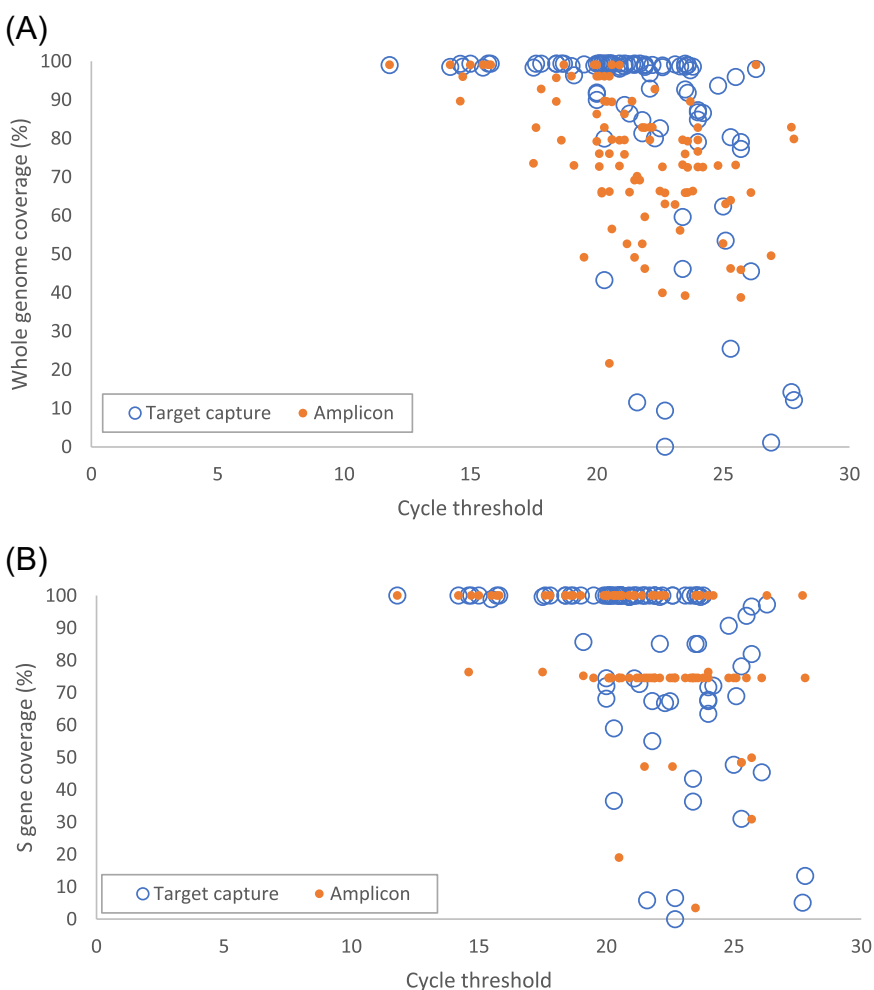 (A)
Whole genome coverage (%)
100
90
80
70
60
50
40
30
20
10
0
Target capture Amplicon
0 5 10 15 20 25 30
Cycle threshold
(B)
S gene coverage (%)
100
90
80
70
60
50
40
30
20
10
0
Target capture Amplicon
0 5 10 15 20 25 30
Cycle threshold